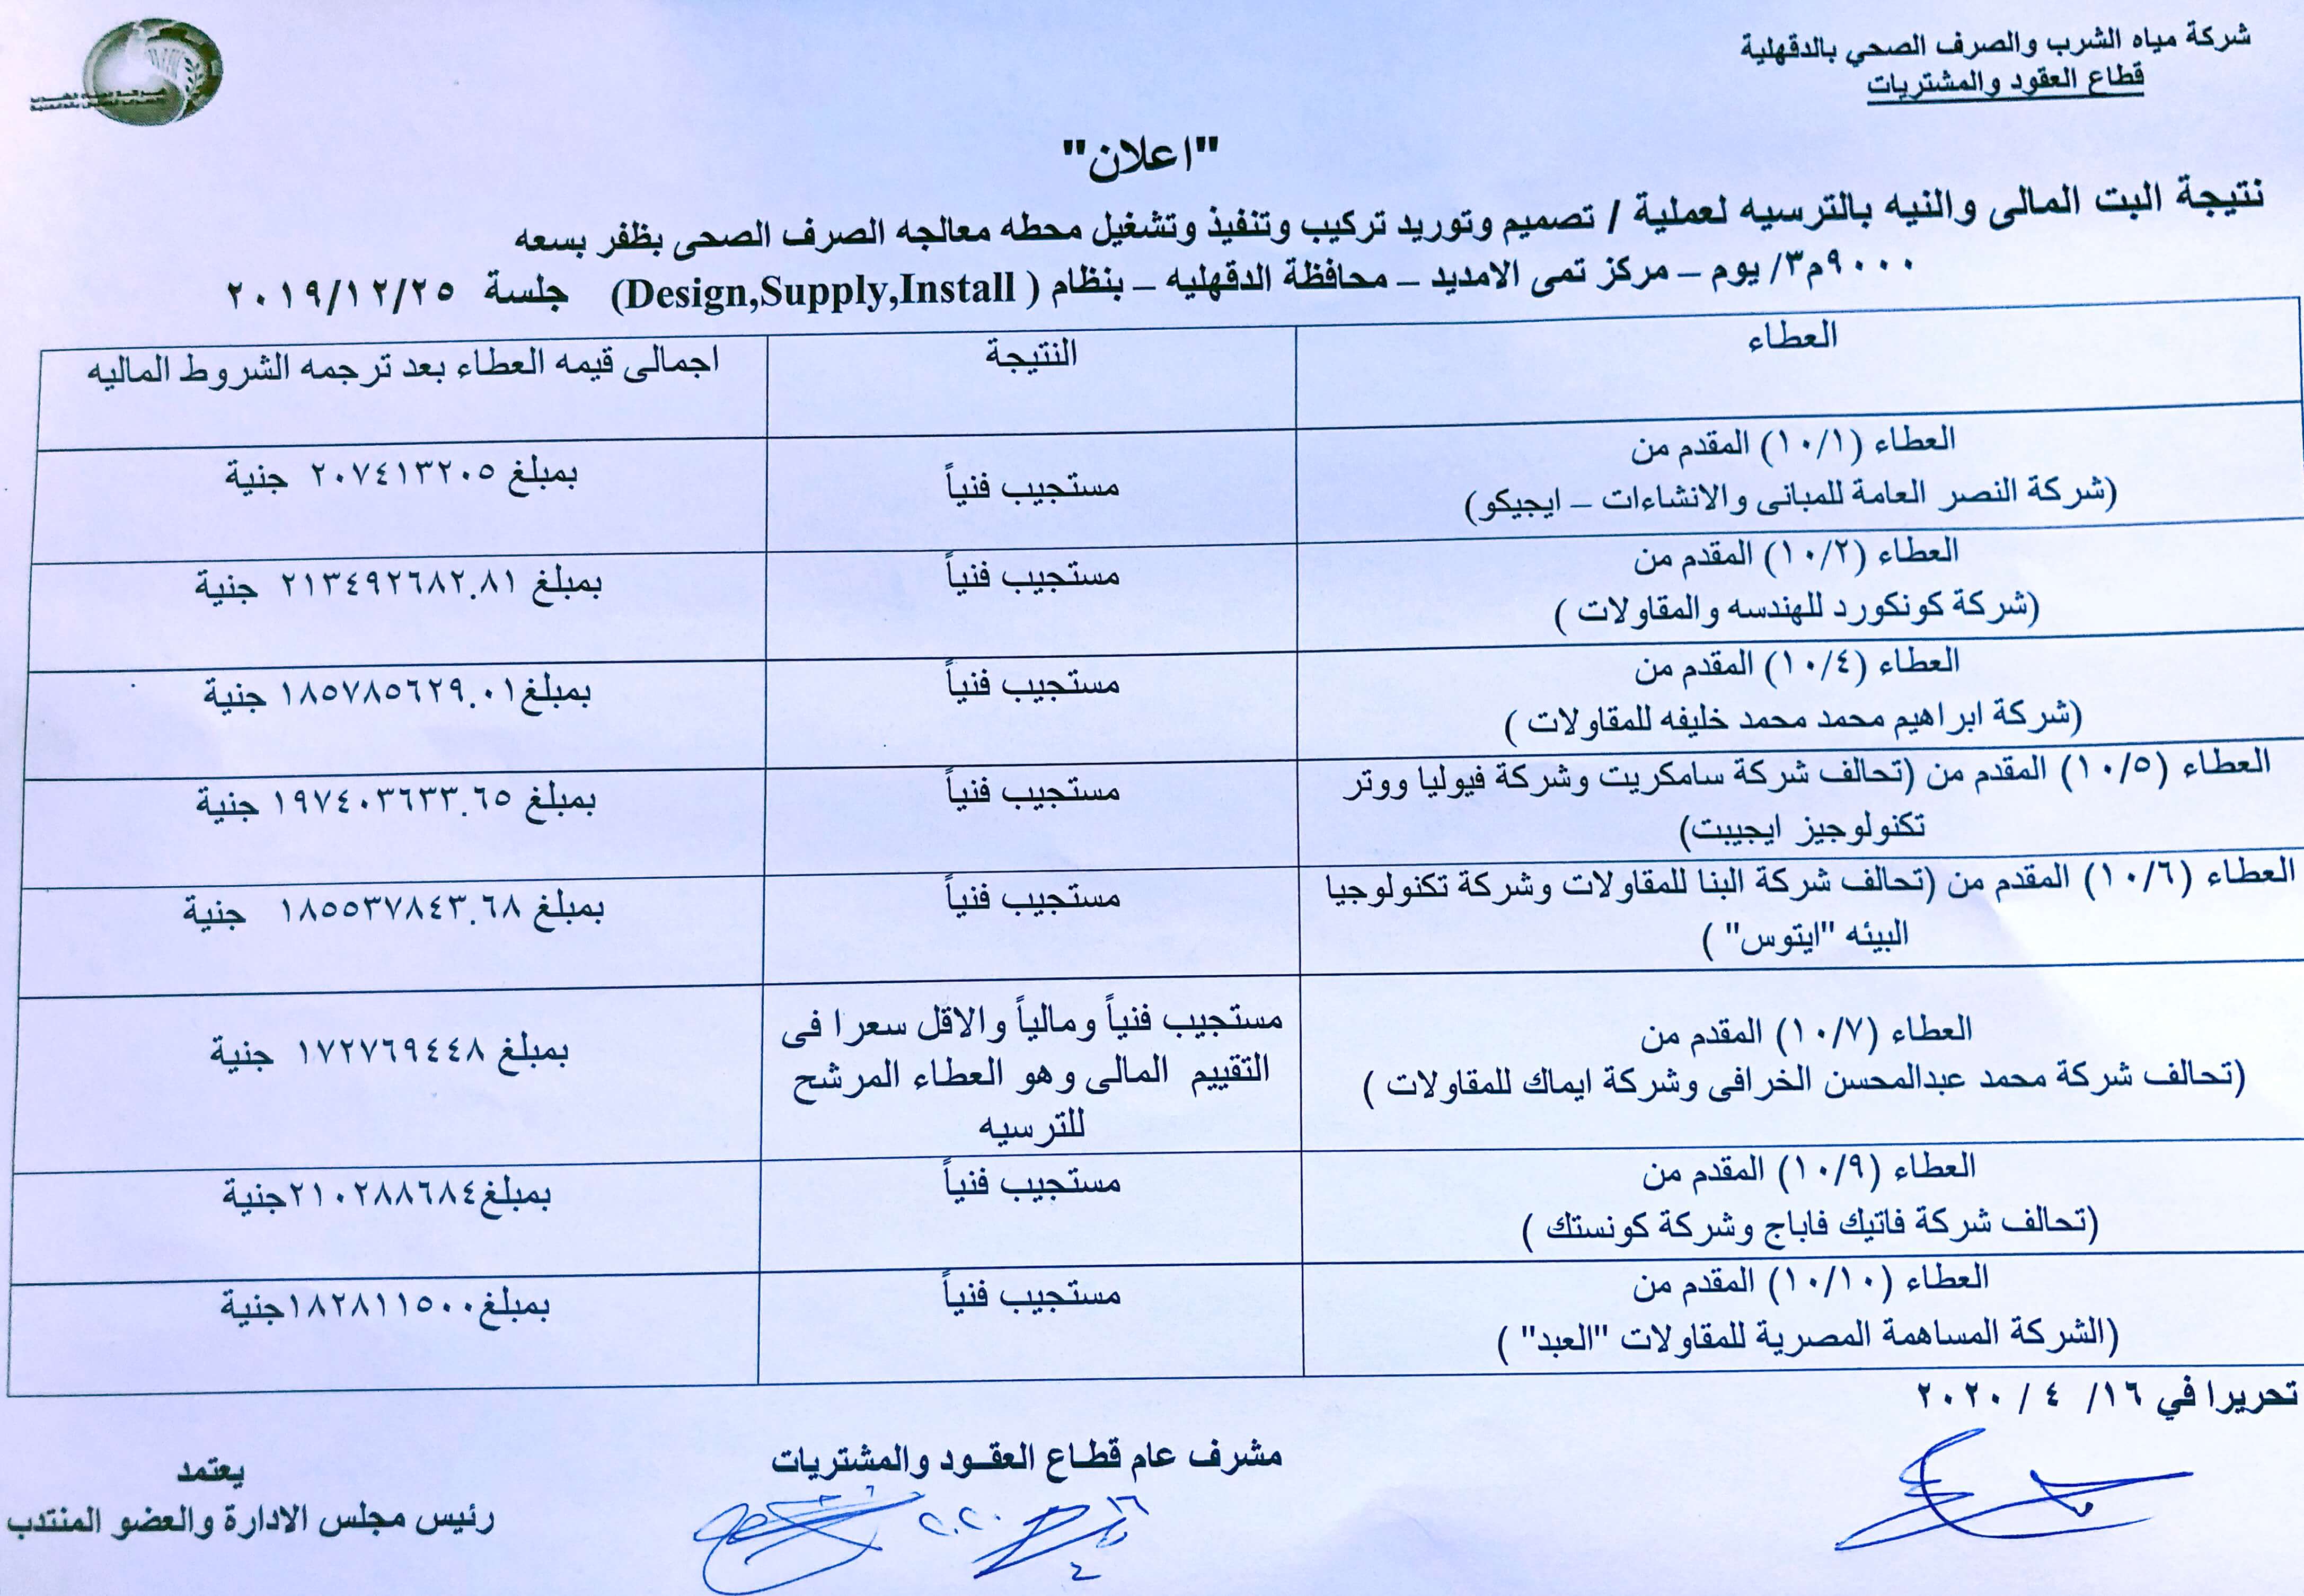 شركة مياه الشرب والصرف الصحي بالدقهلية
قطاع العقود والمشتريات
"اعلان"
نتيجة البت المالى والنيه بالترسيه لعملية / تصميم وتوريد تركيب وتنفيذ وتشغيل محطه معالجه الصرف الصحى بظفر بسعه
٩٠٠٠م٣/ يوم – مركز تمى الامديد – محافظة الدقهليه – بنظام ( Design,Supply,Install) جلسة ٢٠١٩/١٢/٢٥
العطاء
النتيجة
اجمالى قيمه العطاء بعد ترجمه الشروط الماليه
العطاء (١٠/١) المقدم من
(شركة النصر العامة للمبانى والانشاءات – ايجيكو)
مستجيب فنياً
بمبلغ ٢٠٧٤١٣٢٠٥ جنية
العطاء (١٠/٢) المقدم من
(شركة كونكورد للهندسه والمقاولات )
مستجيب فنياً
بمبلغ ٢١٣٤٩٢٦٨٢.٨١ جنية
العطاء (١٠/٤) المقدم من
(شركة ابراهيم محمد محمد خليفه للمقاولات )
مستجيب فنياً
بمبلغ١٨٥٧٨٥٦٢٩.٠١ جنية
العطاء (١٠/٥) المقدم من (تحالف شركة سامكريت وشركة فيوليا ووتر
تكنولوجيز ايجيبت)
مستجيب فنياً
بمبلغ ١٩٧٤٠٣٦٣٣.٦٥ جنية
العطاء (١٠/٦) المقدم من (تحالف شركة البنا للمقاولات وشركة تكنولوجيا
البيئه "ايتوس" )
مستجيب فنياً
بمبلغ ١٨٥٥٣٧٨٤٣.٦٨ جنية
العطاء (١٠/٧) المقدم من
(تحالف شركة محمد عبدالمحسن الخرافى وشركة ايماك للمقاولات )
مستجيب فنياً ومالياً والاقل سعرا فى
التقييم المالى وهو العطاء المرشح
للترسيه
بمبلغ ١٧٢٧٦٩٤٤٨ جنية
العطاء (١٠/٩) المقدم من
(تحالف شركة فاتيك فاباج وشركة كونستك )
مستجيب فنياً
بمبلغ٢١٠٢٨٨٦٨٤جنية
العطاء (١٠/١٠) المقدم من
(الشركة المساهمة المصرية للمقاولات "العبد" )
مستجيب فنياً
بمبلغ١٨٢٨١١٥٠٠جنية
تحريرا في ١٦/ ٤ / ٢٠٢٠
مشرف عام قطاع العقــود والمشتريات
يعتمد
رئيس مجلس الادارة والعضو المنتدب